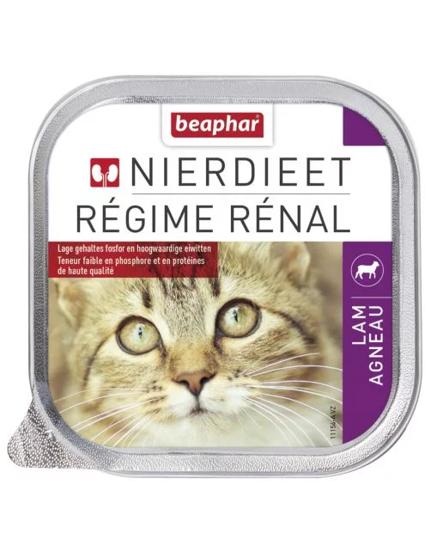 beaphar
NIERDIEET
RÉGIME RÉNAL
Lage gehaltes fosfor en hoogwaardige eiwitten
Teneur faible en phosphore et en protéines
de haute qualité
LAM
AGNEAU